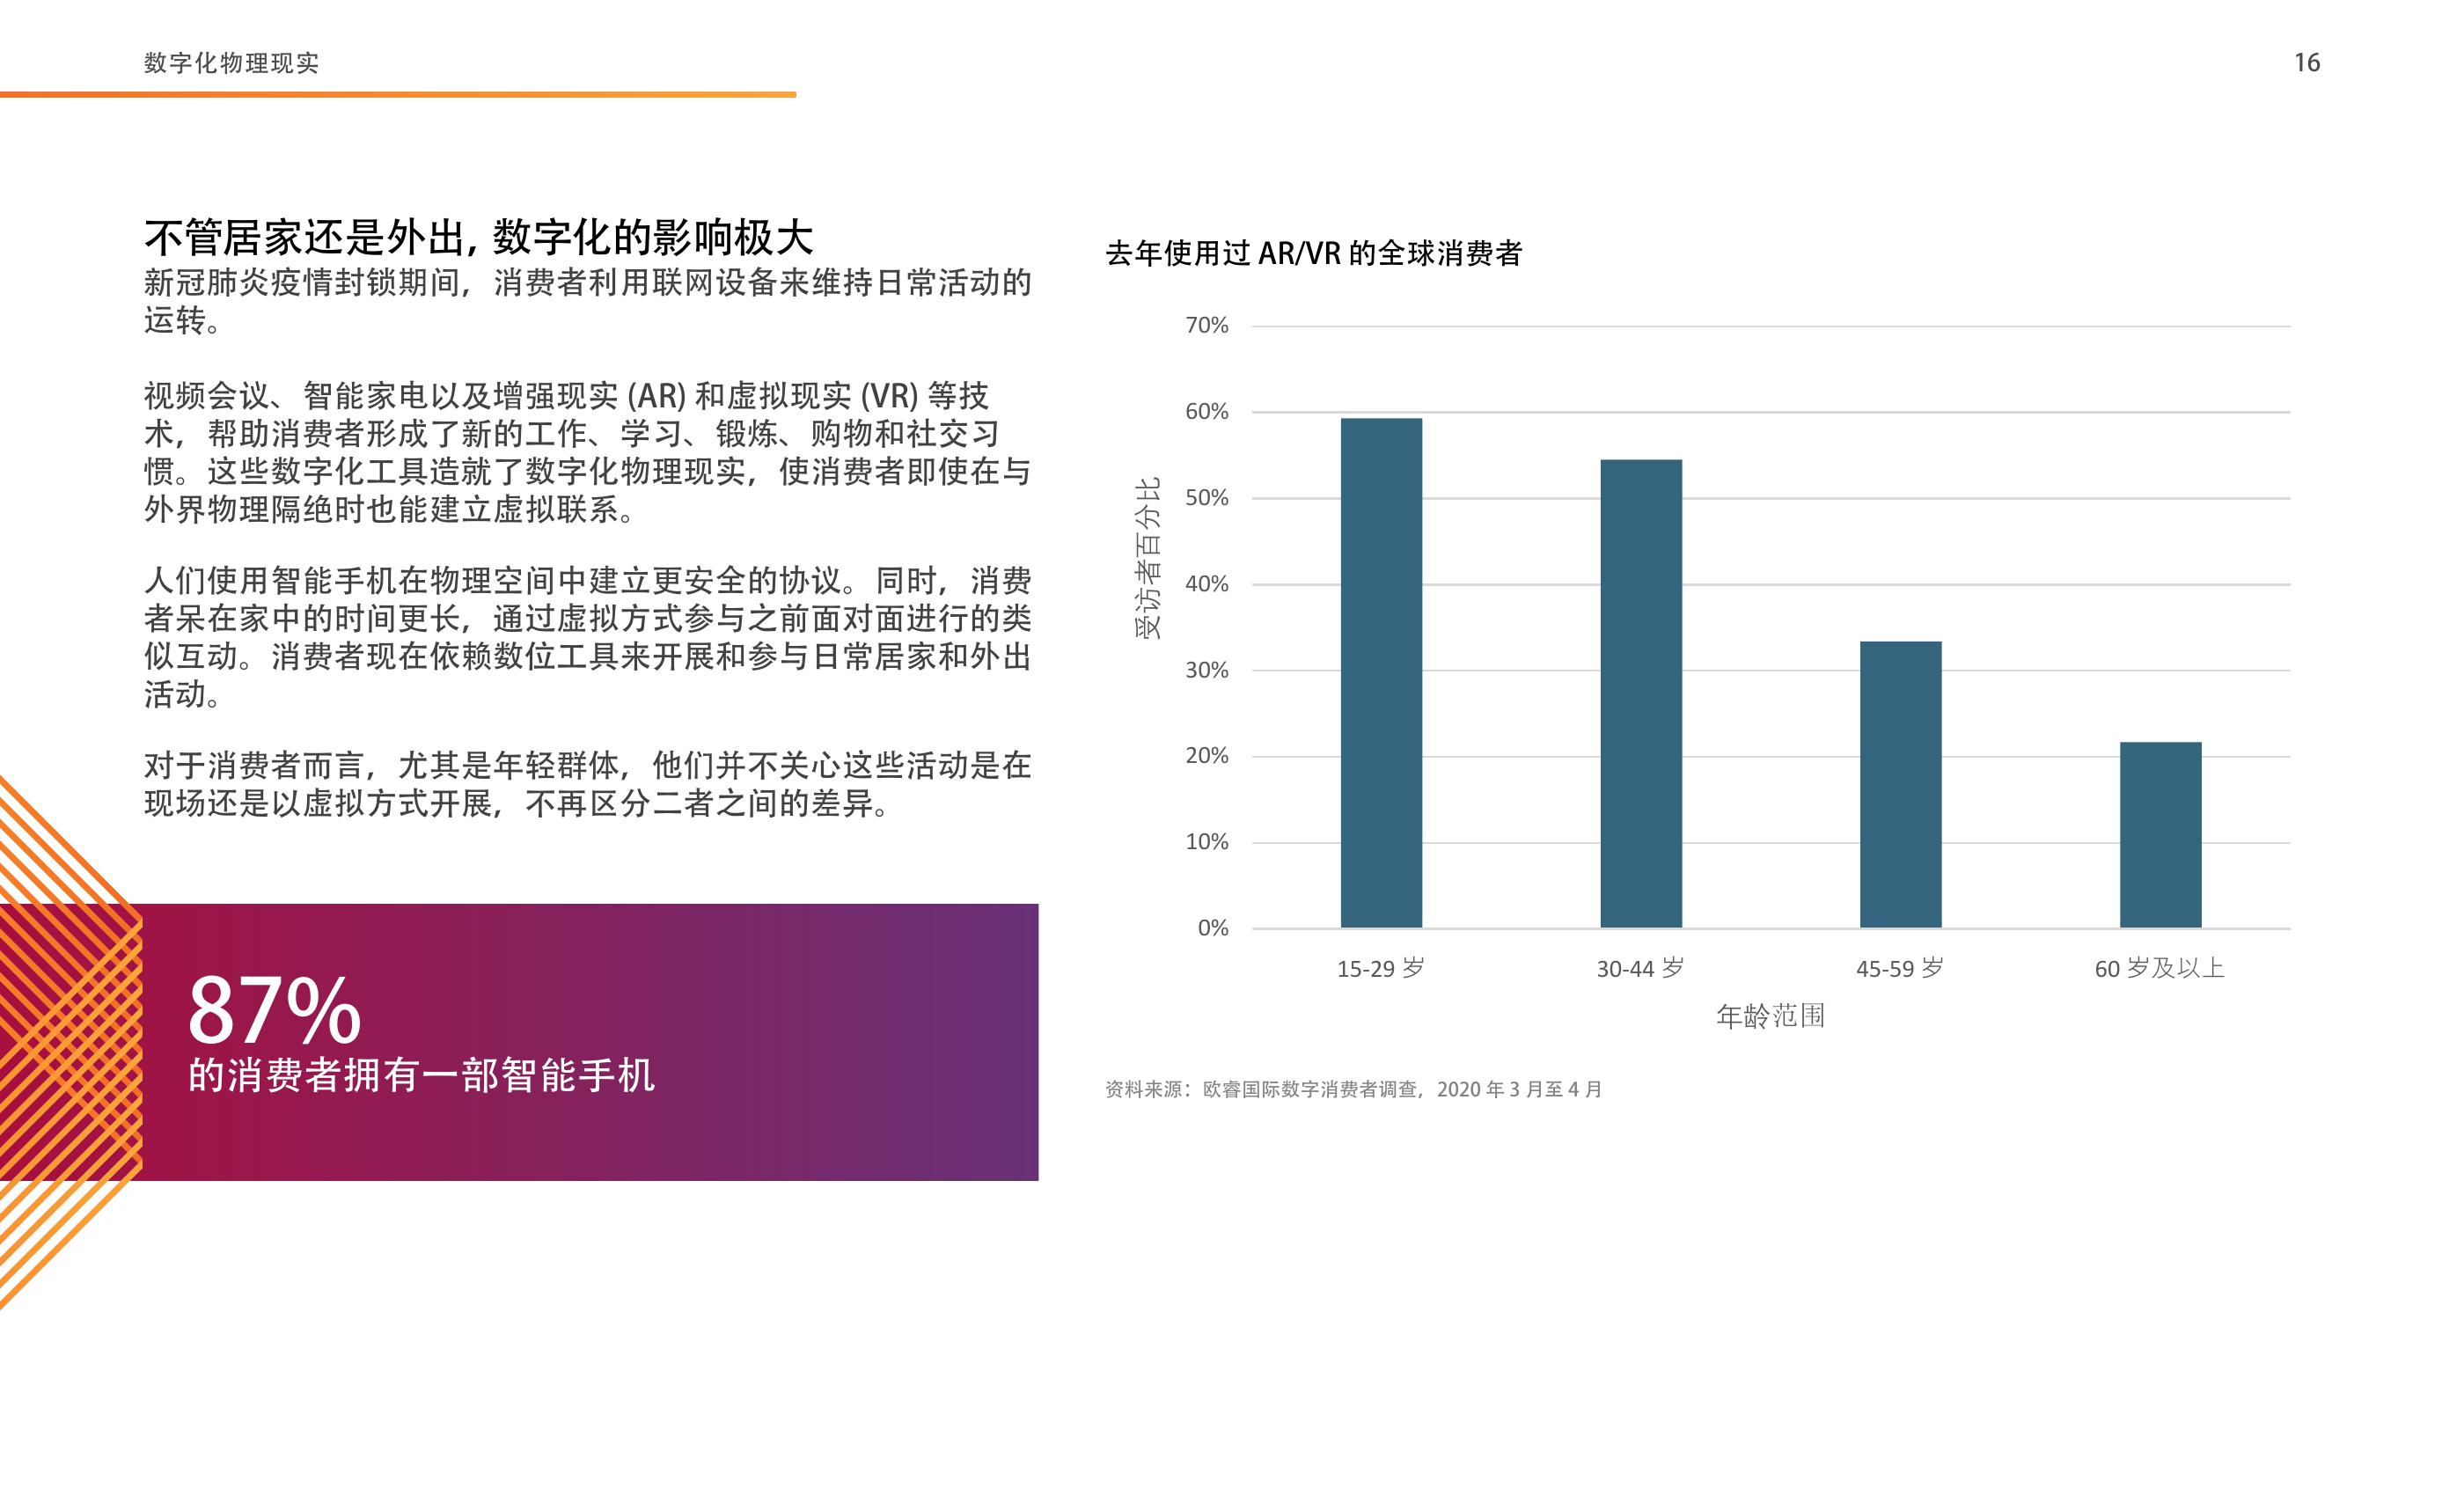 数字化物理现实
16
不管居家还是外出, 数字化的影响极大
新冠肺炎疫情封锁期间，消费者利用联网设备来维持日常活动的
运转。
视频会议、智能家电以及增强现实 (AR) 和虚拟现实 (VR) 等技
术，帮助消费者形成了新的工作、学习、锻炼、购物和社交习
惯。这些数字化工具造就了数字化物理现实，使消费者即使在与
外界物理隔绝时也能建立虚拟联系。
人们使用智能手机在物理空间中建立更安全的协议。同时，消费
者呆在家中的时间更长，通过虚拟方式参与之前面对面进行的类
似互动。消费者现在依赖数位工具来开展和参与日常居家和外出
活动。
对于消费者而言，尤其是年轻群体，他们并不关心这些活动是在
现场还是以虚拟方式开展，不再区分二者之间的差异。
87%
的消费者拥有一部智能手机
去年使用过 AR/VR 的全球消费者
受访者百分比
70%
60%
50%
40%
30%
20%
10%
0%
15-29 岁
30-44 岁
45-59 岁
60 岁及以上
年龄范围
资料来源：欧睿国际数字消费者调查，2020 年 3 月至 4 月